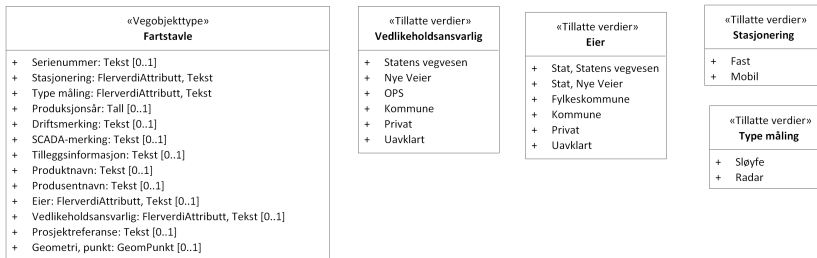 «Vegobjekttype»
Fartstavle
+ Serienummer: Tekst [0..1]
+ Stasjonering: FlerverdiAttributt, Tekst
+ Type måling: FlerverdiAttributt, Tekst
+ Produksjonsår: Tall [0..1]
+ Driftsmerking: Tekst [0..1]
+ SCADA-merking: Tekst [0..1]
+ Tilleggsinformasjon: Tekst [0..1]
+ Produktnavn: Tekst [0..1]
+ Produsentnavn: Tekst [0..1]
+ Eier: FlerverdiAttributt, Tekst [0..1]
+ Vedlikeholdsansvarlig: FlerverdiAttributt, Tekst [0..1]
+ Prosjektreferanse: Tekst [0..1]
+ Geometri, punkt: GeomPunkt [0..1]
«Tillatte verdier»
Vedlikeholdsansvarlig
+ Statens vegvesen
+ Nye Veier
+ OPS
+ Kommune
+ Privat
+ Uavklart
«Tillatte verdier»
Eier
+ Stat, Statens vegvesen
+ Stat, Nye Veier
+ Fylkeskommune
+ Kommune
+ Privat
+ Uavklart
«Tillatte verdier»
Stasjonering
+ Fast
+ Mobil
«Tillatte verdier»
Type måling
+ Sløyfe
+ Radar